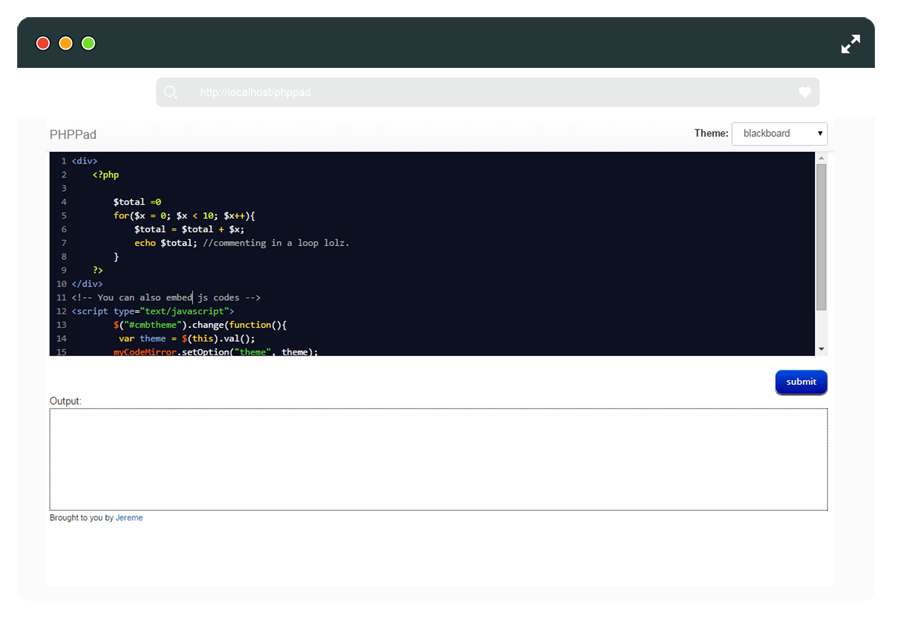 http://localhost/phppad
PHPPad
Theme: blackboard
1 <div>
2 <?php
3
4 $total =0
5 for($x = 0; $x < 10; $x++){
6 $total = $total + $x;
7 echo $total; //commenting in a loop lolz.
8 }
9 ?>
10 </div>
11 <!-- You can also embed js codes -->
12 <script type="text/javascript">
13 $("#cmbtheme").change(function(){
14 var theme = $(this).val();
15 myCodeMirror.setOption("theme", theme);
submit
Output:
Brought to you by Jereme